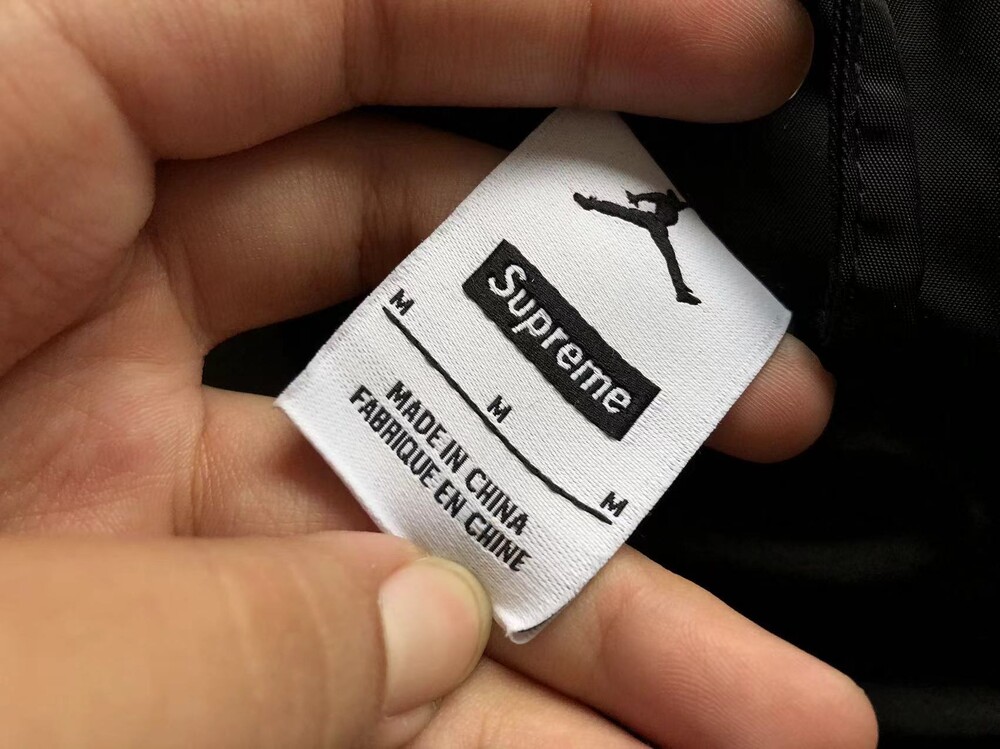 Supreme
M M M
MADE IN CHINA
FABRIQUE EN CHINE